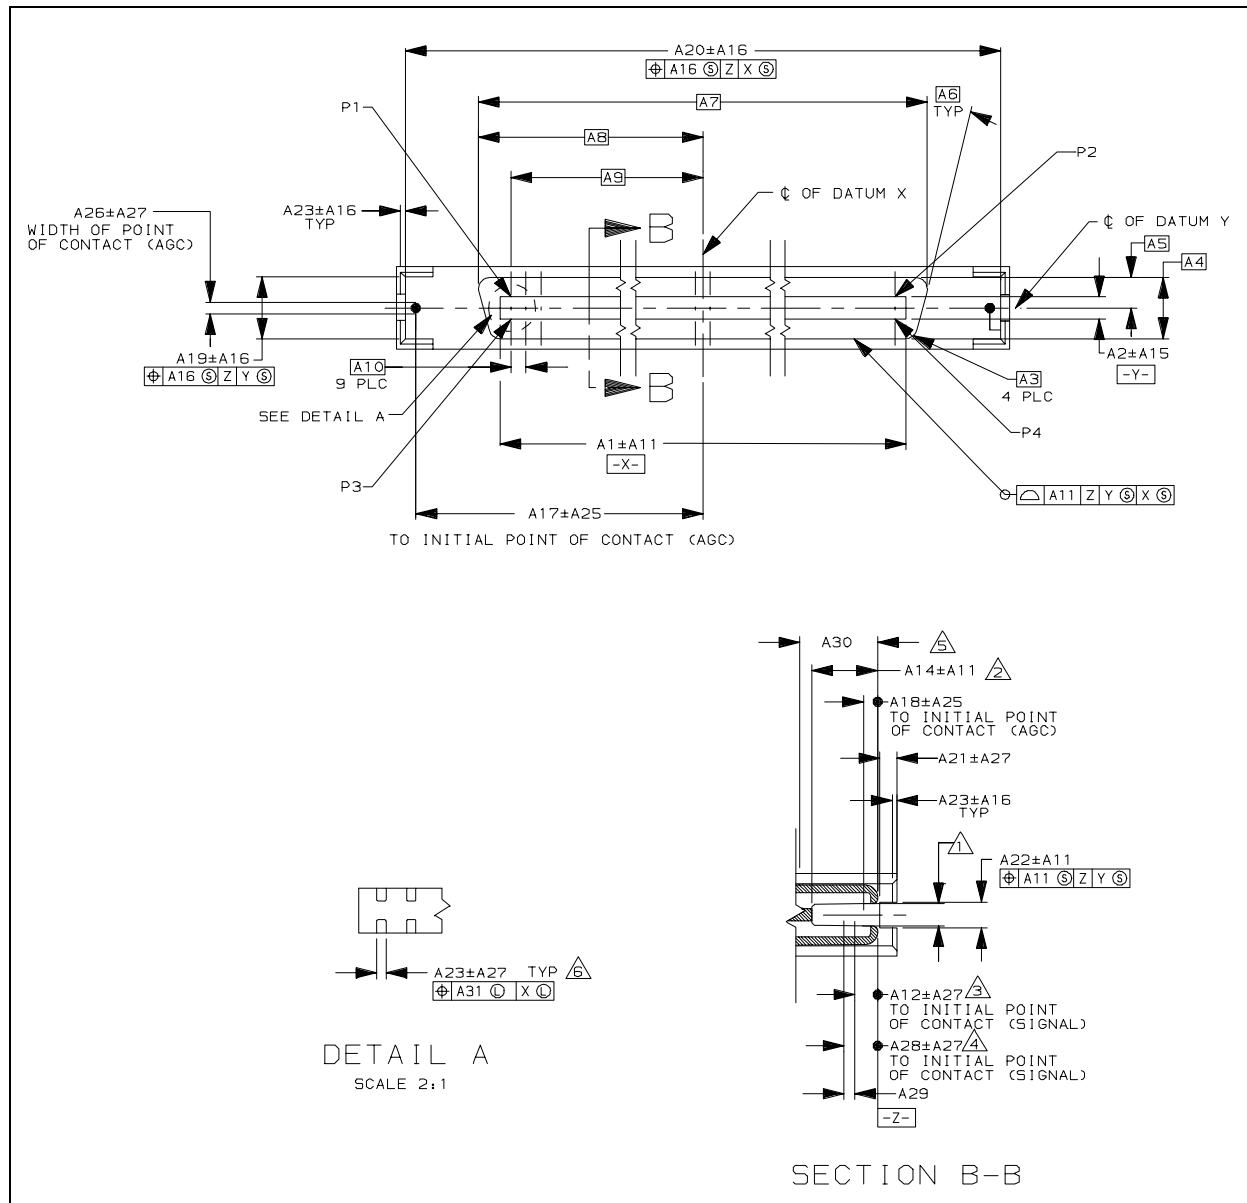 A20±A16
⌖ A16 Ⓢ Z X Ⓢ
A7
A6
TYP
P1
A8
P2
A9
℄ OF DATUM X
A26±A27
WIDTH OF POINT
OF CONTACT (AGC)
A23±A16
TYP
B
℄ OF DATUM Y
A5
A4
A19±A16
⌖ A16 Ⓢ Z Y Ⓢ
A10
9 PLC
B
A3
4 PLC
A2±A15
-Y-
SEE DETAIL A
A1±A11
-X-
P4
P3
⌓ A11 Z Y Ⓢ X Ⓢ
A17±A25
TO INITIAL POINT OF CONTACT (AGC)
A30 5
A14±A11 2
A18±A25
TO INITIAL POINT
OF CONTACT (AGC)
A21±A27
A23±A16
TYP
1
A22±A11
⌖ A11 Ⓢ Z Y Ⓢ
A23±A27 TYP 6
⌖ A31 Ⓛ X Ⓛ
A12±A27 3
TO INITIAL POINT
OF CONTACT (SIGNAL)
A28±A27 4
TO INITIAL POINT
OF CONTACT (SIGNAL)
A29
-Z-
DETAIL A
SCALE 2:1
SECTION B-B